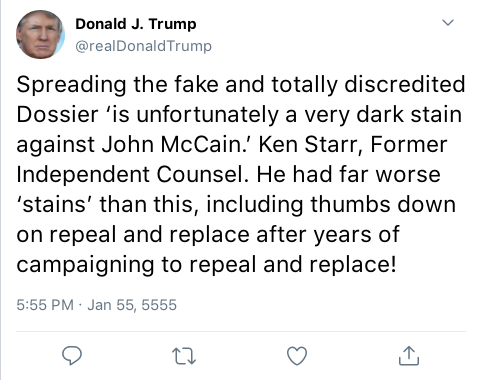 Donald J. Trump
@realDonaldTrump
Spreading the fake and totally discredited
Dossier ‘is unfortunately a very dark stain
against John McCain.’ Ken Starr, Former
Independent Counsel. He had far worse
‘stains’ than this, including thumbs down
on repeal and replace after years of
campaigning to repeal and replace!
5:55 PM · Jan 55, 5555